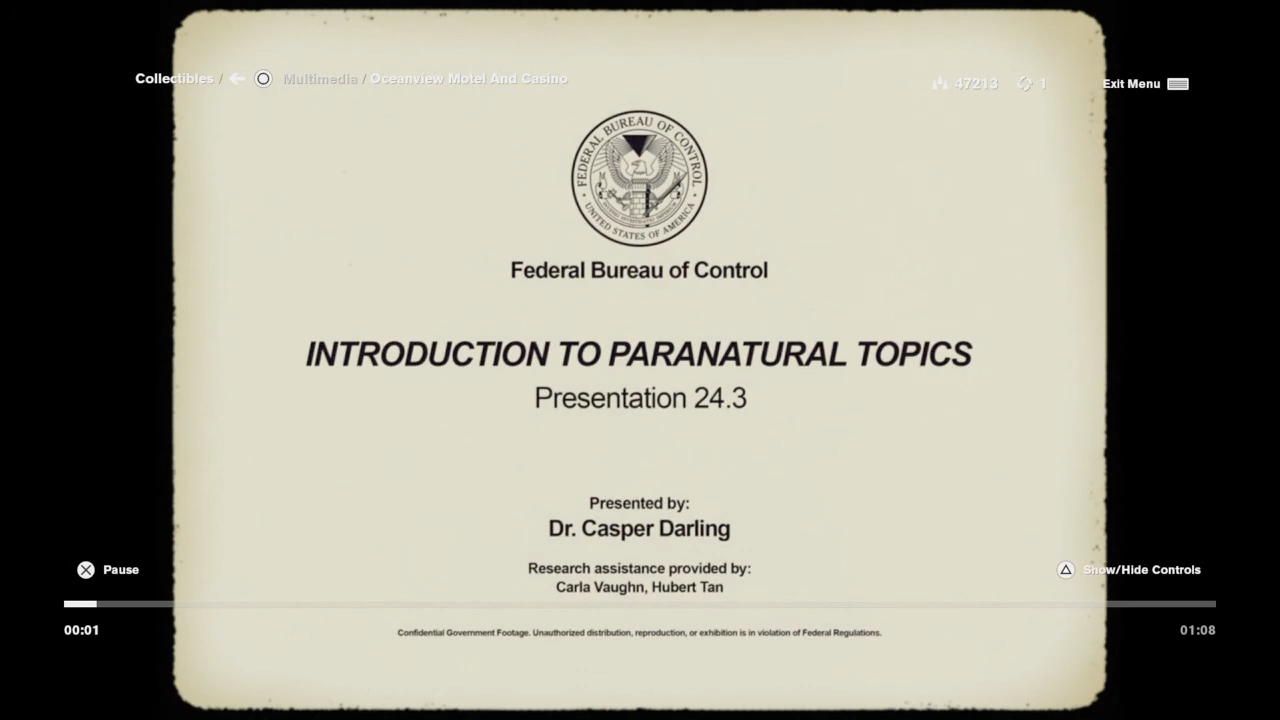 Collectibles / Multimedia / Oceanview Motel And Casino
47213
1
Exit Menu
FEDERAL BUREAU OF CONTROL
UNITED STATES OF AMERICA
Federal Bureau of Control
INTRODUCTION TO PARANATURAL TOPICS
Presentation 24.3
Presented by:
Dr. Casper Darling
Research assistance provided by:
Carla Vaughn, Hubert Tan
Pause
Show/Hide Controls
00:01
01:08
Confidential Government Footage. Unauthorized distribution, reproduction, or exhibition is in violation of Federal Regulations.